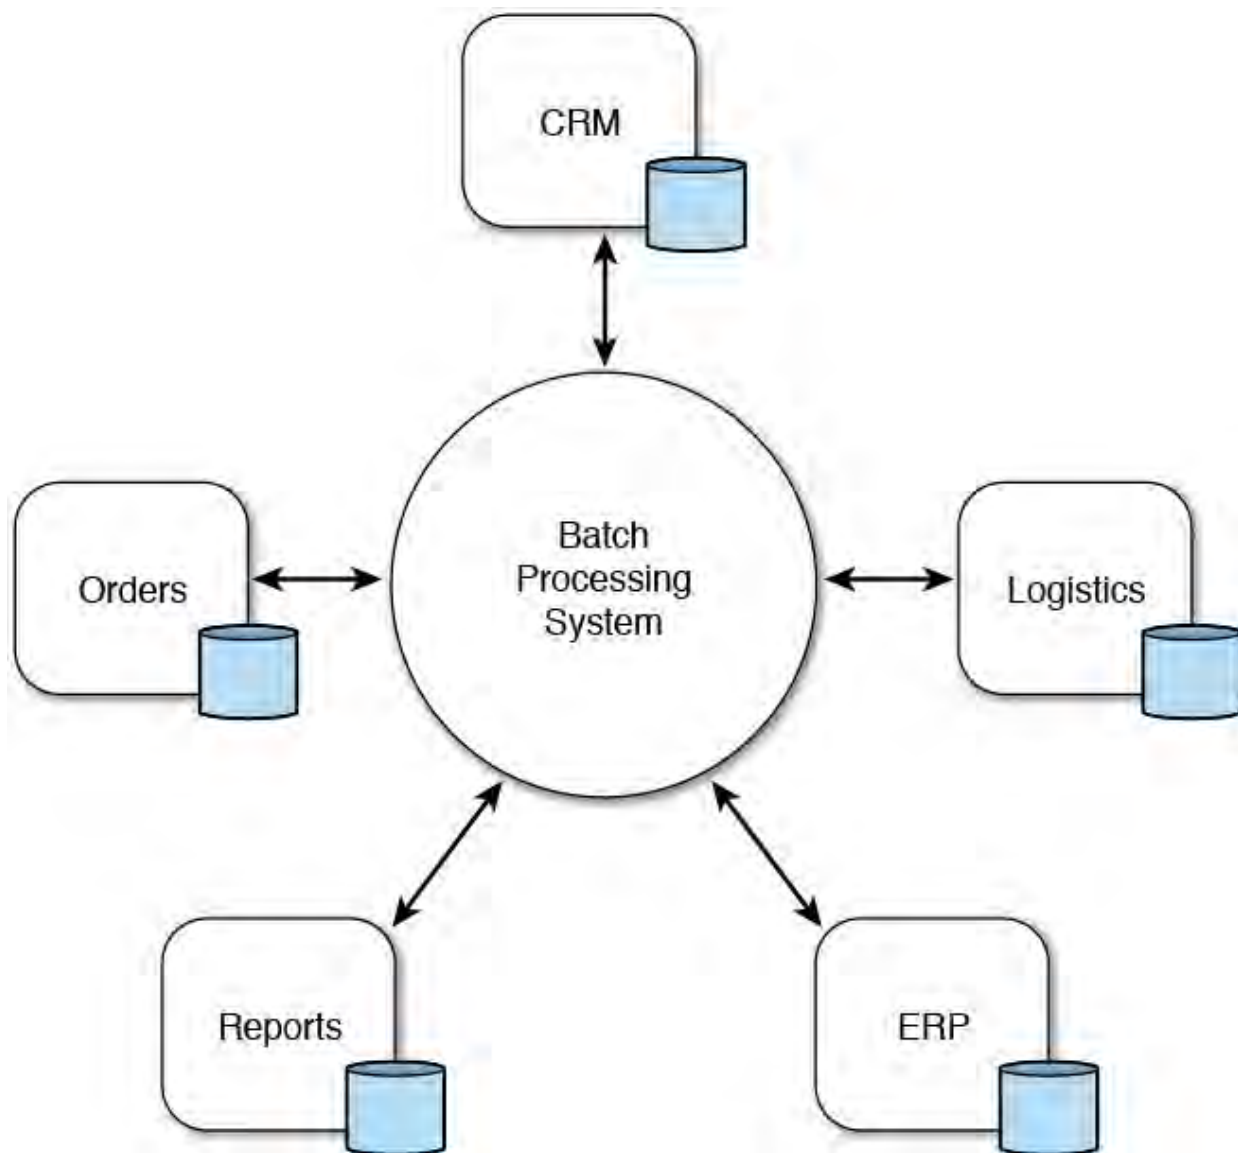 CRM
Batch
Processing
System
Orders
Logistics
Reports
ERP